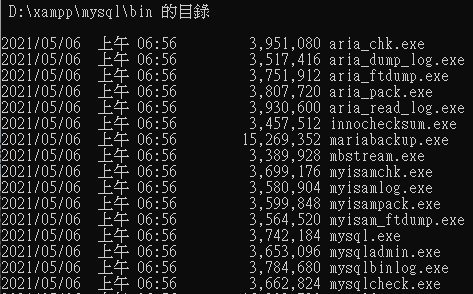 D:\xampp\mysql\bin 的目錄
2021/05/06 上午 06:56 3,951,080 aria_chk.exe
2021/05/06 上午 06:56 3,517,416 aria_dump_log.exe
2021/05/06 上午 06:56 3,751,912 aria_ftdump.exe
2021/05/06 上午 06:56 3,807,720 aria_pack.exe
2021/05/06 上午 06:56 3,930,600 aria_read_log.exe
2021/05/06 上午 06:56 3,457,512 innochecksum.exe
2021/05/06 上午 06:56 15,269,352 mariabackup.exe
2021/05/06 上午 06:56 3,389,928 mbstream.exe
2021/05/06 上午 06:56 3,699,176 myisamchk.exe
2021/05/06 上午 06:56 3,580,904 myisamlog.exe
2021/05/06 上午 06:56 3,599,848 myisampack.exe
2021/05/06 上午 06:56 3,564,520 myisam_ftdump.exe
2021/05/06 上午 06:56 3,742,184 mysql.exe
2021/05/06 上午 06:56 3,653,096 mysqladmin.exe
2021/05/06 上午 06:56 3,784,680 mysqlbinlog.exe
2021/05/06 上午 06:56 3,662,824 mysqlcheck.exe